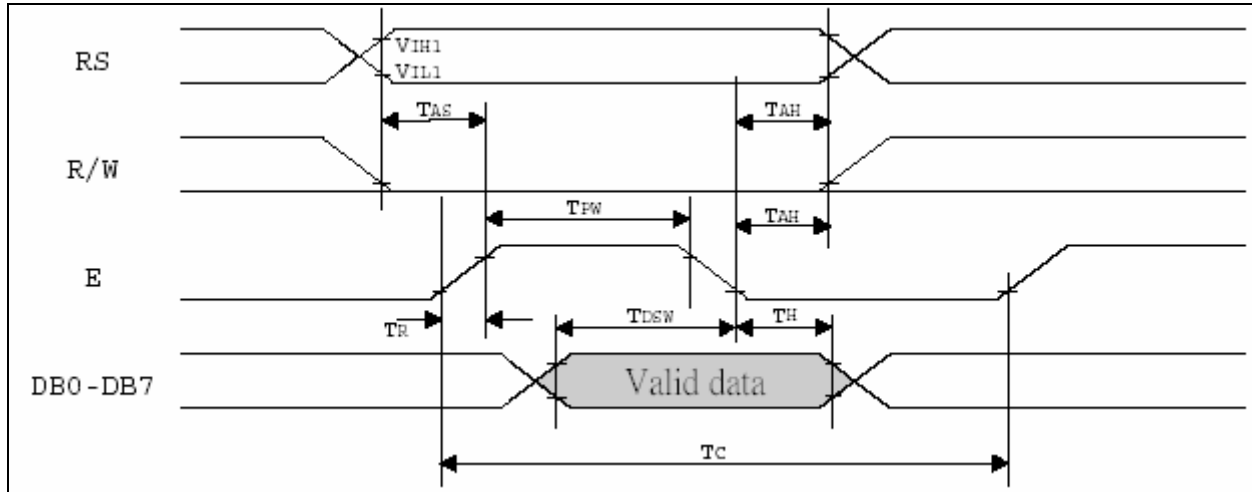 RS
VIH1
VIL1
TAS
TAH
R/W
TPW
TAH
E
TR
TDSW
TH
DB0-DB7
Valid data
TC